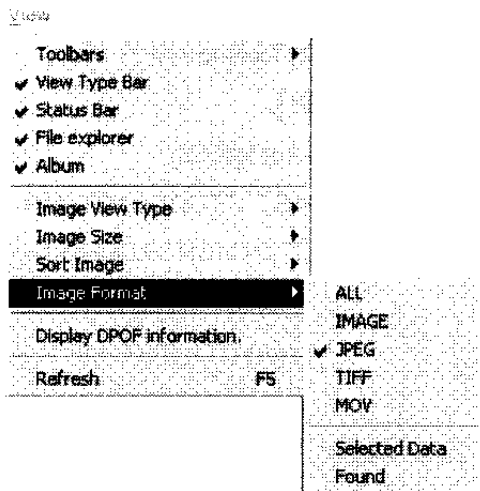 View
Toolbars
View Type Bar
Status Bar
File explorer
Album
Image View Type
Image Size
Sort Image
Image Format
Display DPOF information.
Refresh F5
ALL
IMAGE
JPEG
TIFF
MOV
Selected Data
Found